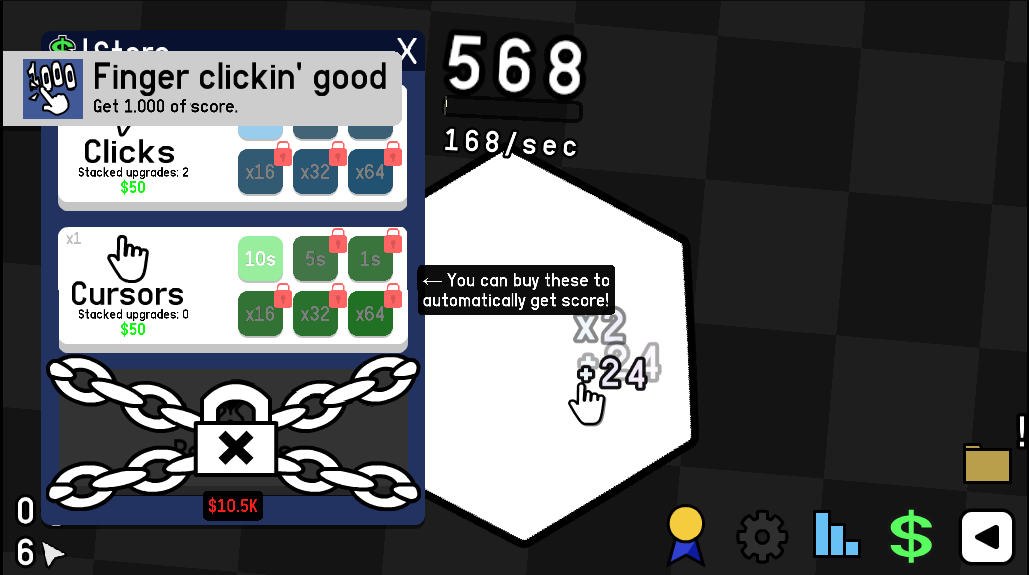 $|Store
X
1000
Finger clickin' good
Get 1.000 of score.
568
168/sec
Clicks
Stacked upgrades: 2
$50
x16
x32
x64
x1
Cursors
Stacked upgrades: 0
$50
10s
5s
1s
x16
x32
x64
← You can buy these to
automatically get score!
x2
+24
+24
$10.5K
0
6
!
$